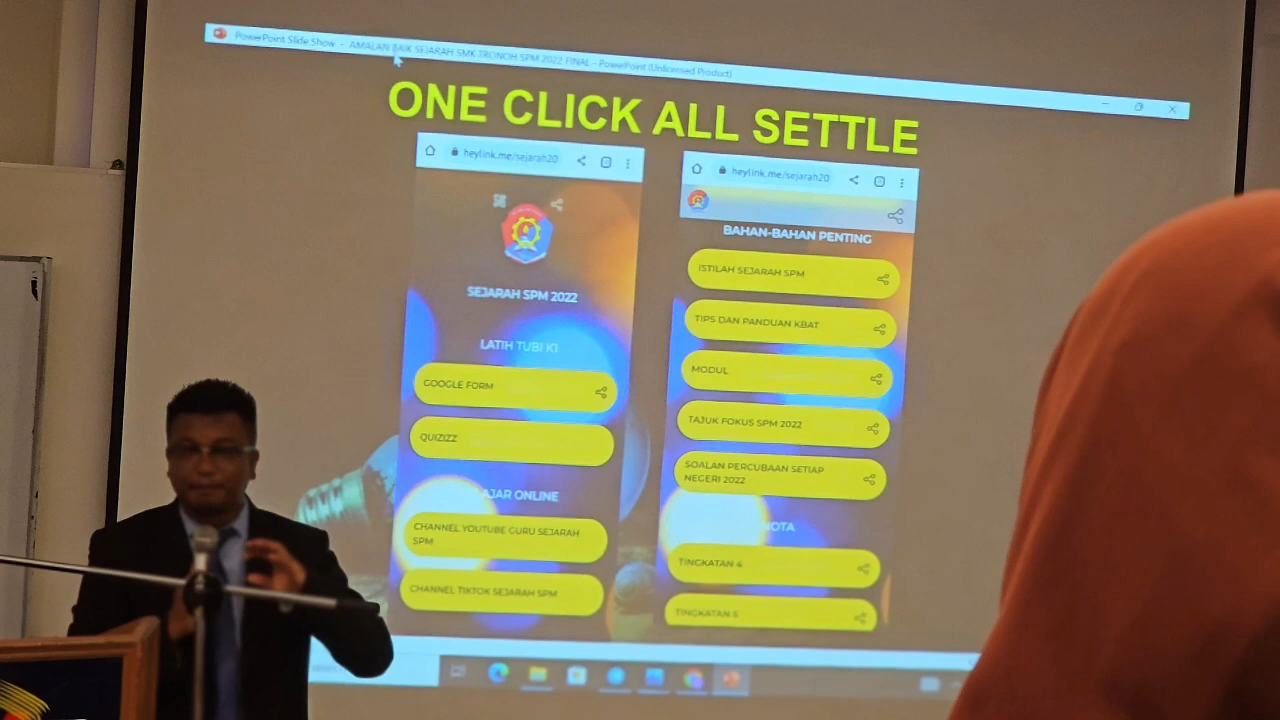 PowerPoint Slide Show - AMALAN BAIK SEJARAH SMK TRONOH SPM 2022 FINAL - PowerPoint (Unlicensed Product)
ONE CLICK ALL SETTLE
heylink.me/sejarah20
SEJARAH SPM 2022
LATIH TUBI K1
GOOGLE FORM
QUIZIZZ
AJAR ONLINE
CHANNEL YOUTUBE GURU SEJARAH
SPM
CHANNEL TIKTOK SEJARAH SPM
heylink.me/sejarah20
BAHAN-BAHAN PENTING
ISTILAH SEJARAH SPM
TIPS DAN PANDUAN KBAT
MODUL
TAJUK FOKUS SPM 2022
SOALAN PERCUBAAN SETIAP
NEGERI 2022
NOTA
TINGKATAN 4
TINGKATAN 5